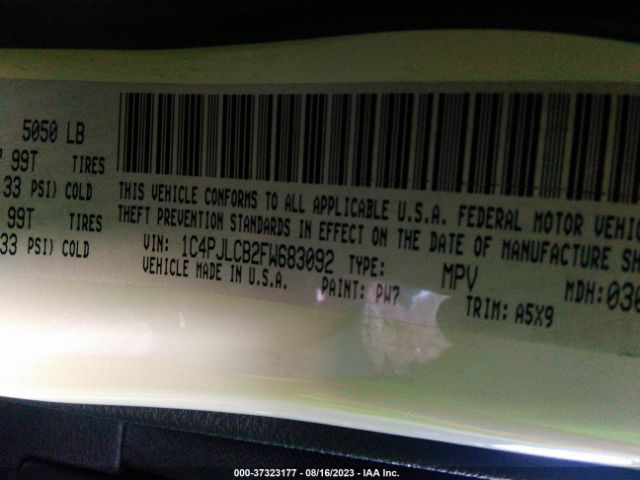 5050 LB
99T TIRES
33 PSI) COLD
99T TIRES
33 PSI) COLD
THIS VEHICLE CONFORMS TO ALL APPLICABLE U.S.A. FEDERAL MOTOR VEHIC
THEFT PREVENTION STANDARDS IN EFFECT ON THE DATE OF MANUFACTURE SH
VIN: 1C4PJLCB2FW683092 TYPE: MPV MDH:030
VEHICLE MADE IN U.S.A. PAINT: PW7 TRIM: A5X9
000-37323177 - 08/16/2023 - IAA Inc.